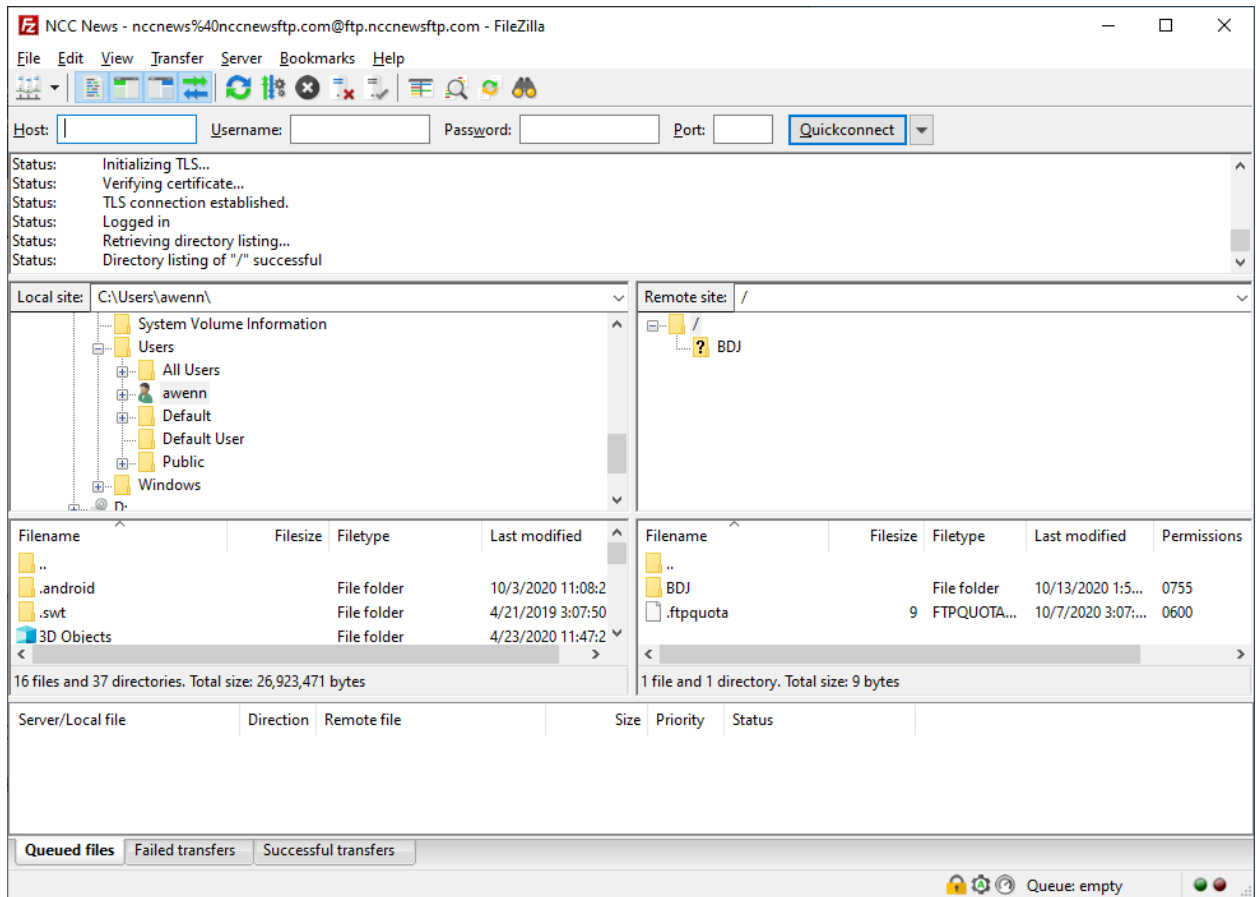 NCC News - nccnews%40nccnewsftp.com@ftp.nccnewsftp.com - FileZilla
File Edit View Transfer Server Bookmarks Help
Host: Username: Password: Port: Quickconnect
Status: Initializing TLS...
Status: Verifying certificate...
Status: TLS connection established.
Status: Logged in
Status: Retrieving directory listing...
Status: Directory listing of "/" successful
Local site: C:\Users\awenn\
System Volume Information
Users
All Users
awenn
Default
Default User
Public
Windows
D:
Remote site: /
/
? BDJ
Filename Filesize Filetype Last modified
..
.android File folder 10/3/2020 11:08:2
.swt File folder 4/21/2019 3:07:50
3D Objects File folder 4/23/2020 11:47:2
16 files and 37 directories. Total size: 26,923,471 bytes
Filename Filesize Filetype Last modified Permissions
..
BDJ File folder 10/13/2020 1:5... 0755
.ftpquota 9 FTPQUOTA... 10/7/2020 3:07:... 0600
1 file and 1 directory. Total size: 9 bytes
Server/Local file Direction Remote file Size Priority Status
Queued files Failed transfers Successful transfers
Queue: empty